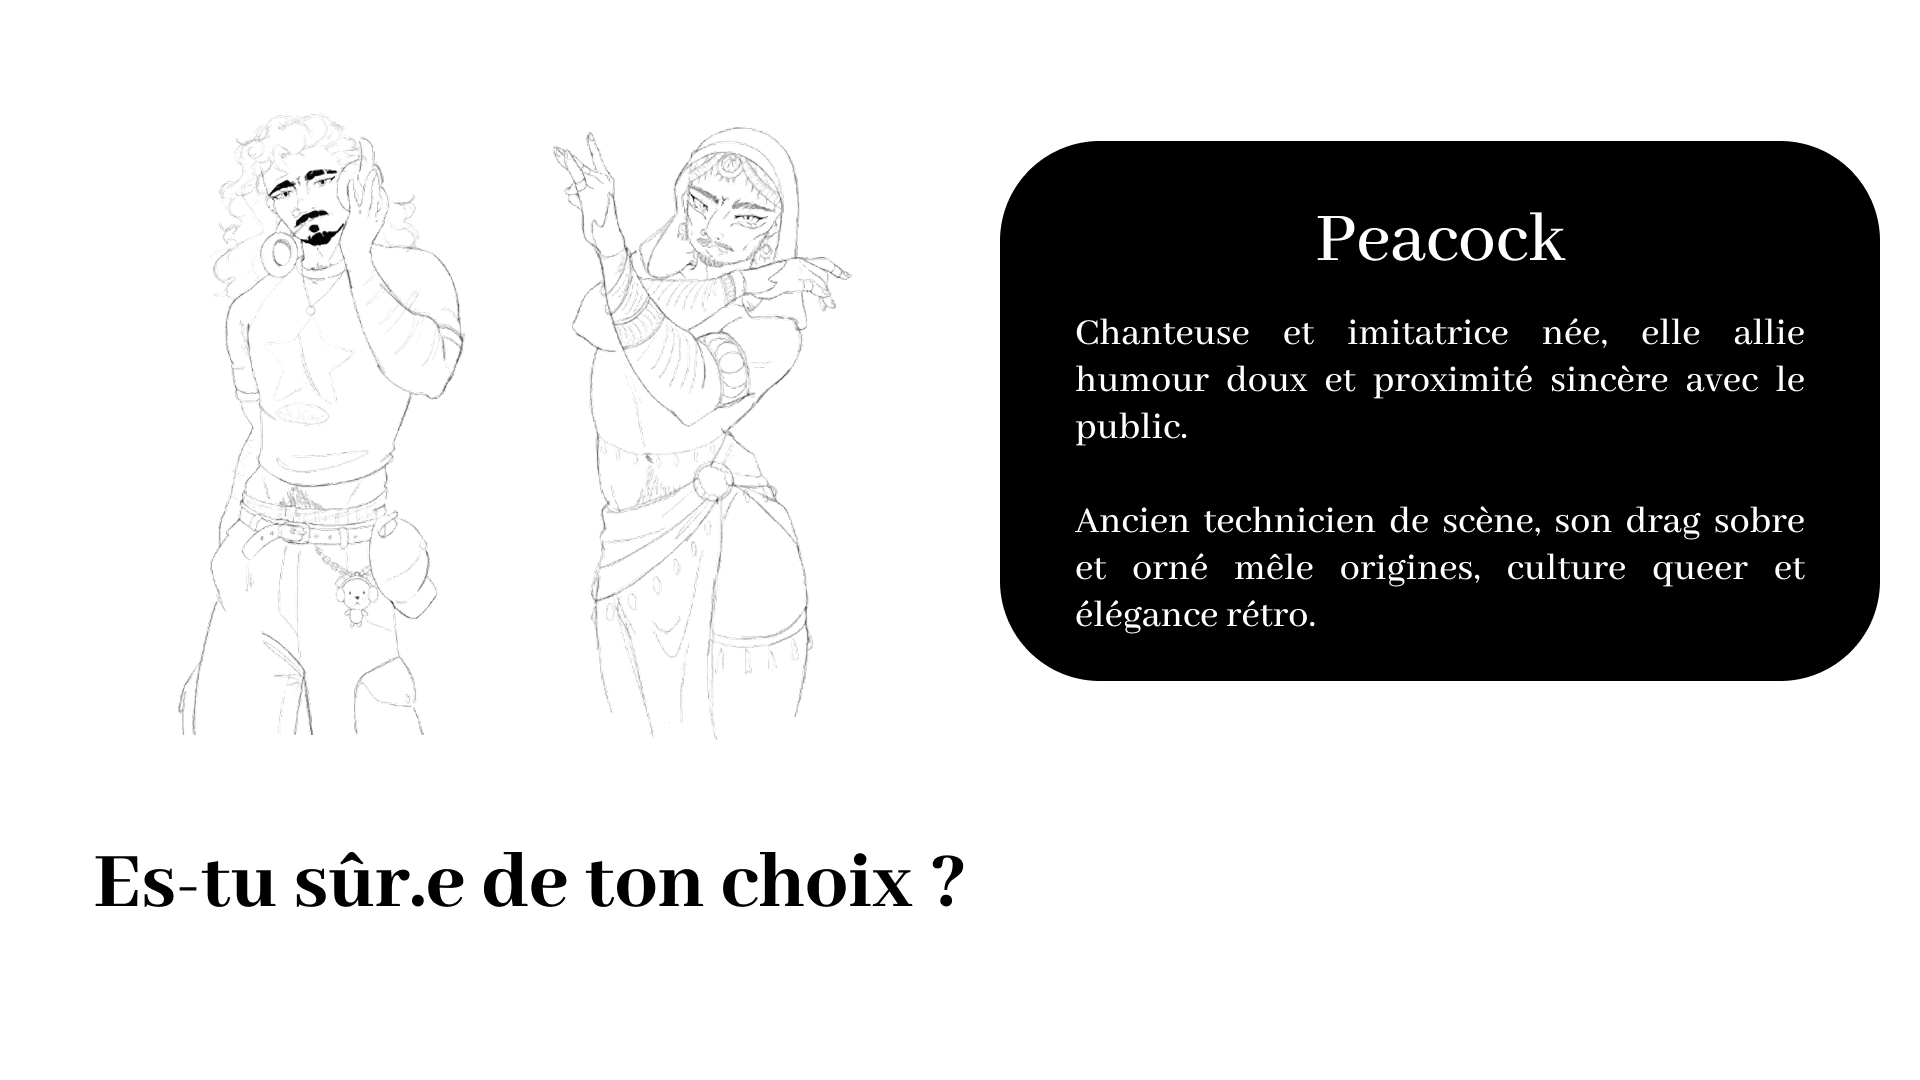 Peacock
Chanteuse et imitatrice née, elle allie
humour doux et proximité sincère avec le
public.
Ancien technicien de scène, son drag sobre
et orné mêle origines, culture queer et
élégance rétro.
Es-tu sûr.e de ton choix ?